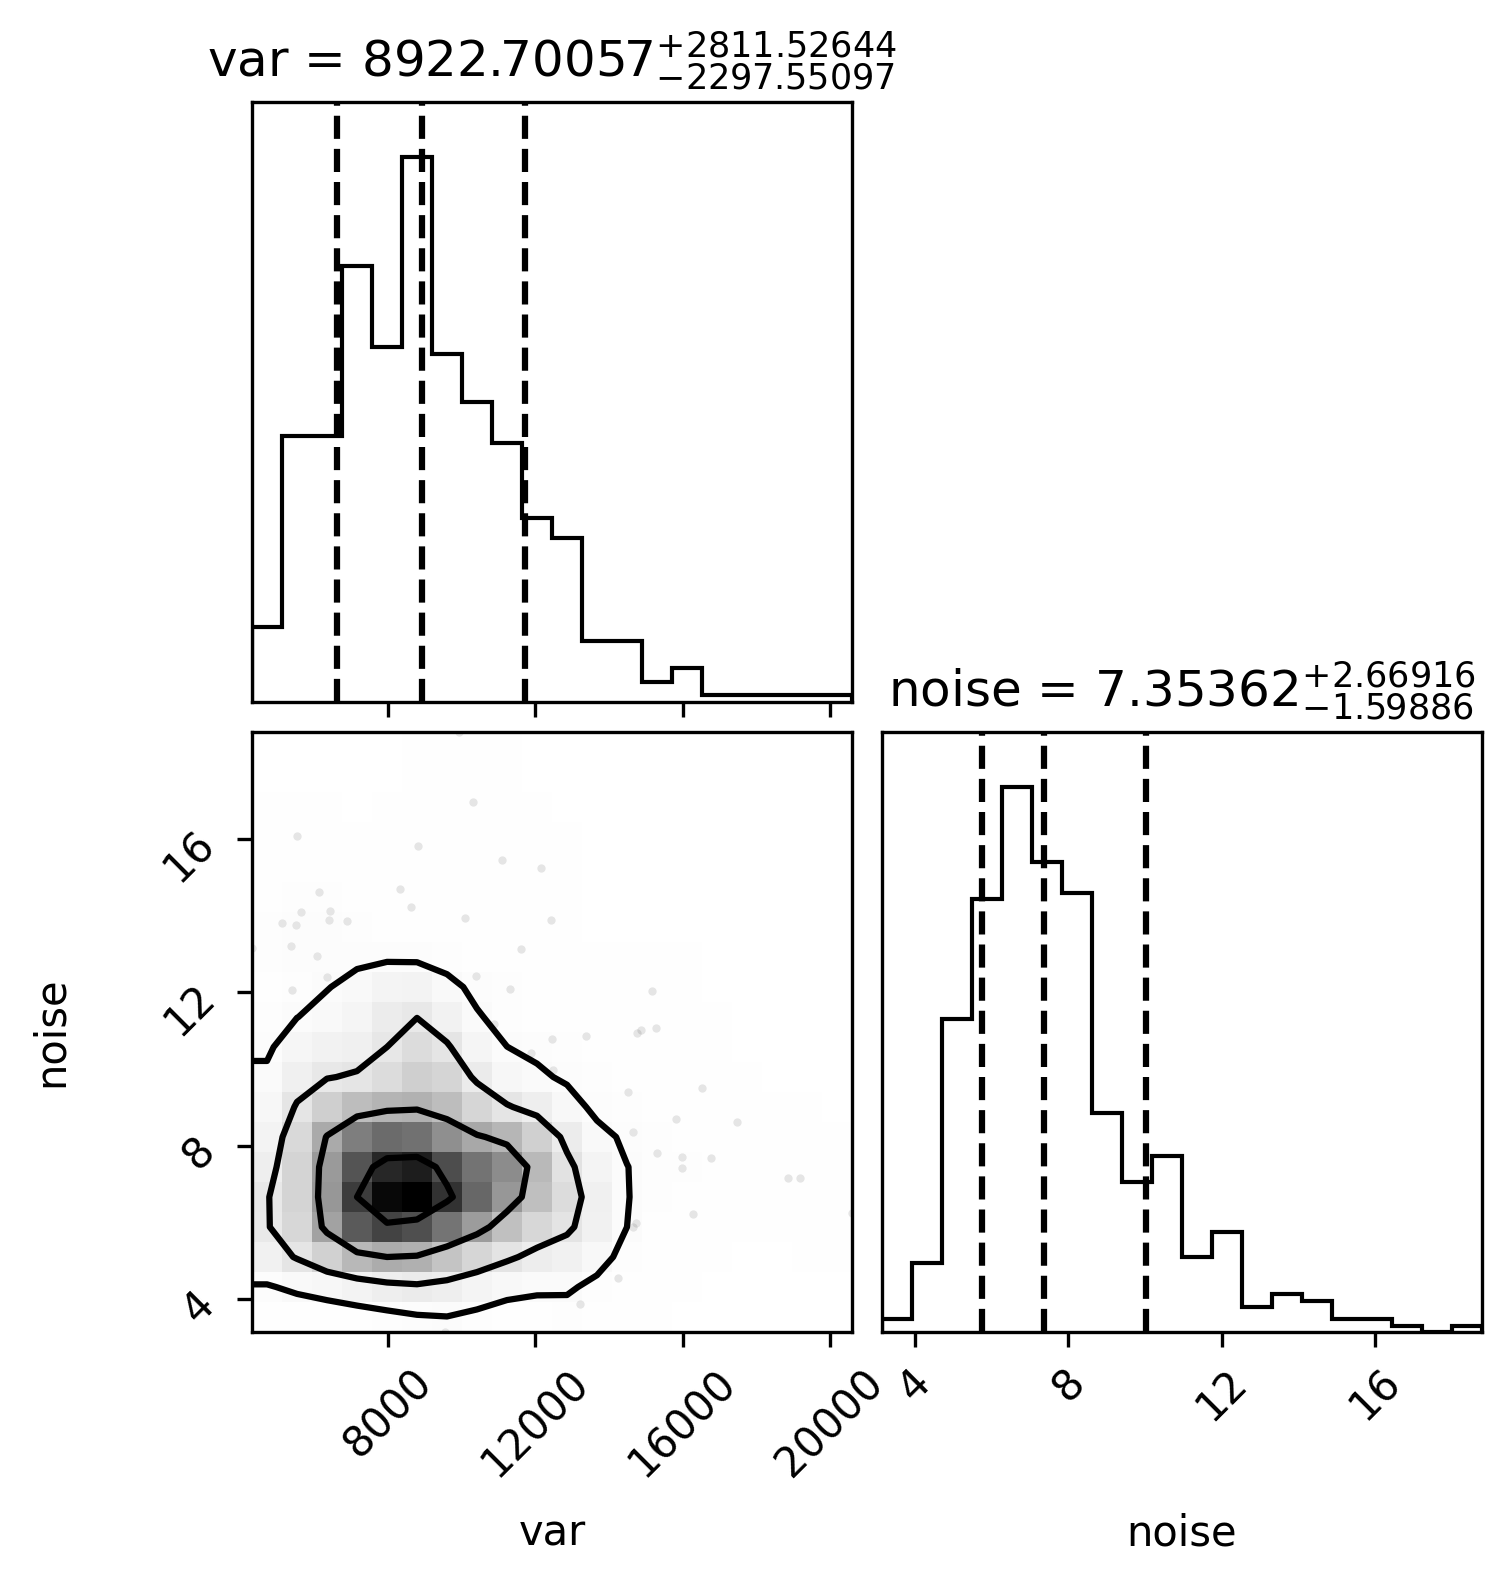 var = 8922.70057+2811.52644−2297.55097
noise = 7.35362+2.66916−1.59886
noise
16
12
8
4
8000 12000 16000 20000
4 8 12 16
var
noise